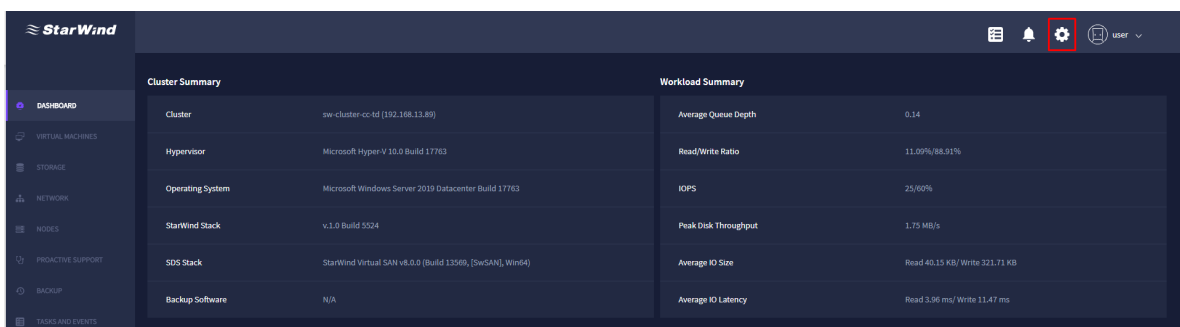 StarWind
user
Cluster Summary
Workload Summary
DASHBOARD
VIRTUAL MACHINES
STORAGE
NETWORK
NODES
PROACTIVE SUPPORT
BACKUP
TASKS AND EVENTS
Cluster sw-cluster-cc-td (192.168.13.89)
Hypervisor Microsoft Hyper-V 10.0 Build 17763
Operating System Microsoft Windows Server 2019 Datacenter Build 17763
StarWind Stack v.1.0 Build 5524
SDS Stack StarWind Virtual SAN v8.0.0 (Build 13569, [SwSAN], Win64)
Backup Software N/A
Average Queue Depth 0.14
Read/Write Ratio 11.09%/88.91%
IOPS 25/60%
Peak Disk Throughput 1.75 MB/s
Average IO Size Read 40.15 KB/ Write 321.71 KB
Average IO Latency Read 3.96 ms/ Write 11.47 ms